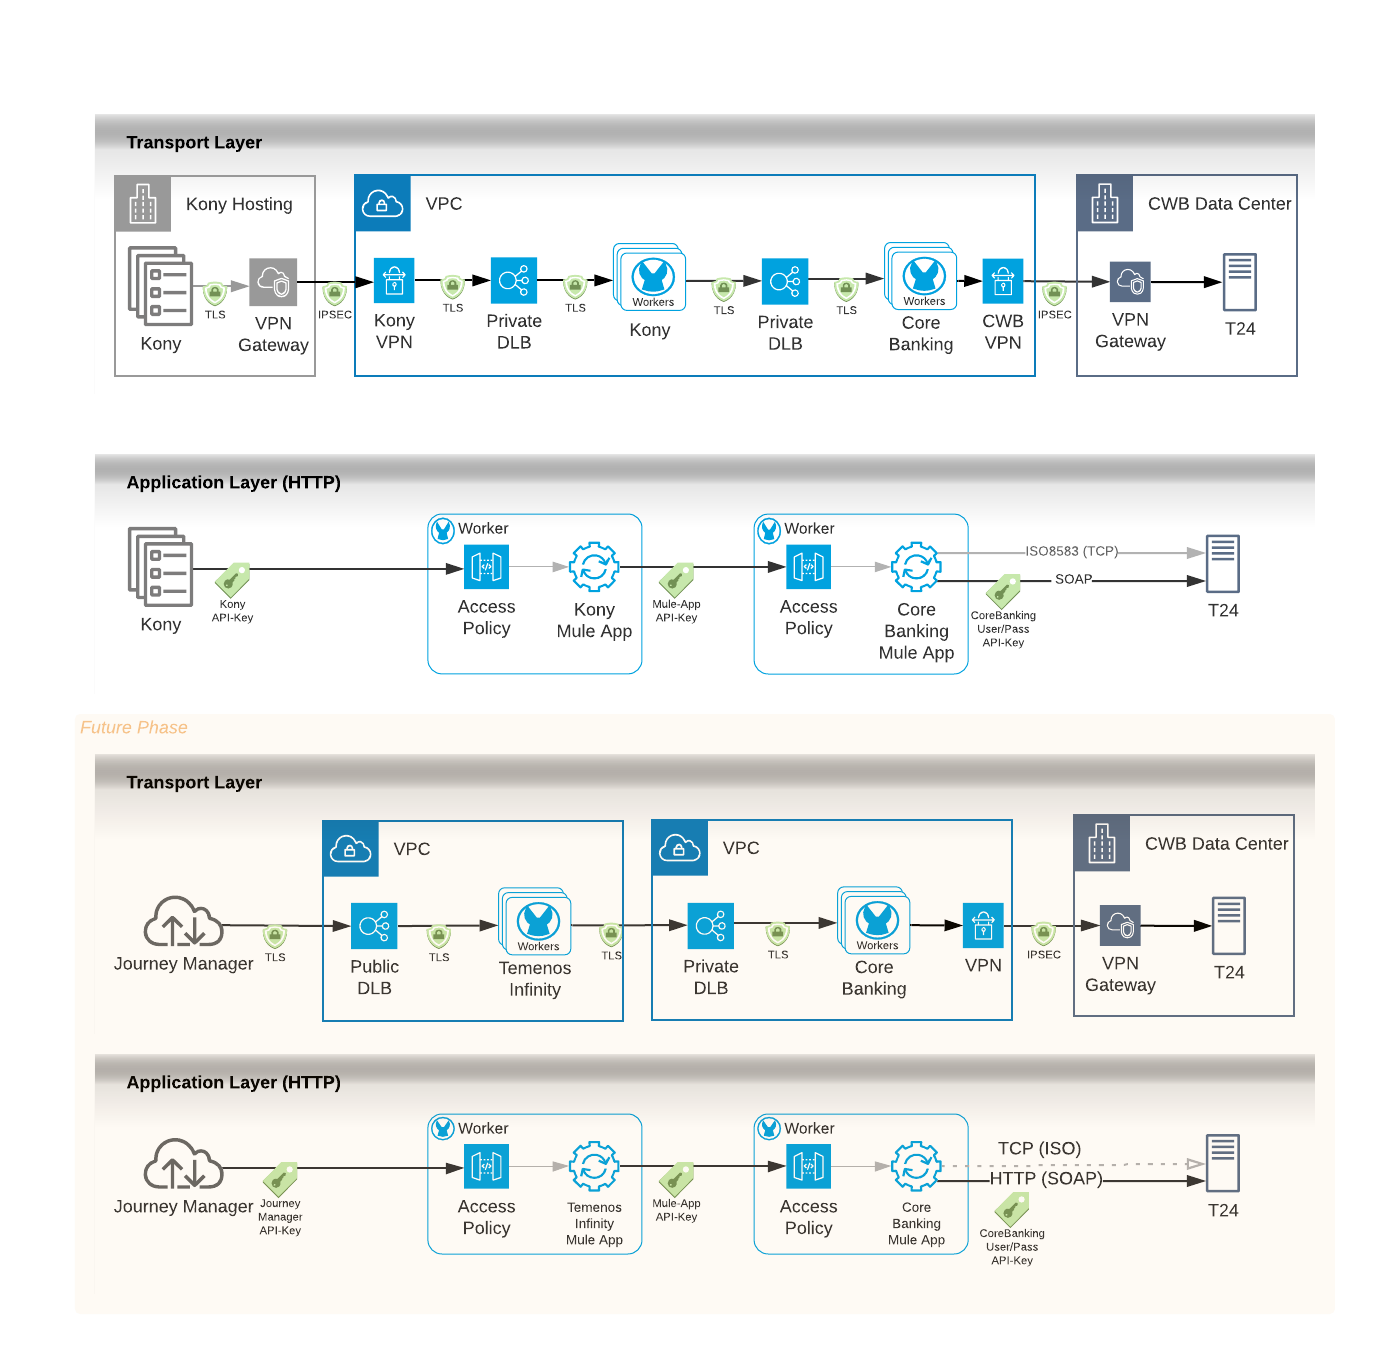 Transport Layer
Kony Hosting
VPC
CWB Data Center
TLS
IPSEC
TLS
TLS
Workers
TLS
TLS
Workers
IPSEC
Kony
VPN
Gateway
Kony
VPN
Private
DLB
Kony
Private
DLB
Core
Banking
CWB
VPN
VPN
Gateway
T24
Application Layer (HTTP)
Worker
Worker
ISO8583 (TCP)
SOAP
Kony
Kony
API-Key
Access
Policy
Kony
Mule App
Mule-App
API-Key
Access
Policy
Core
Banking
Mule App
CoreBanking
User/Pass
API-Key
T24
Future Phase
Transport Layer
VPC
VPC
CWB Data Center
Journey Manager
TLS
Public
DLB
TLS
Workers
Temenos
Infinity
TLS
Private
DLB
TLS
Workers
Core
Banking
VPN
IPSEC
VPN
Gateway
T24
Application Layer (HTTP)
Worker
Worker
TCP (ISO)
HTTP (SOAP)
Journey Manager
Journey
Manager
API-Key
Access
Policy
Temenos
Infinity
Mule App
Mule-App
API-Key
Access
Policy
Core
Banking
Mule App
CoreBanking
User/Pass
API-Key
T24